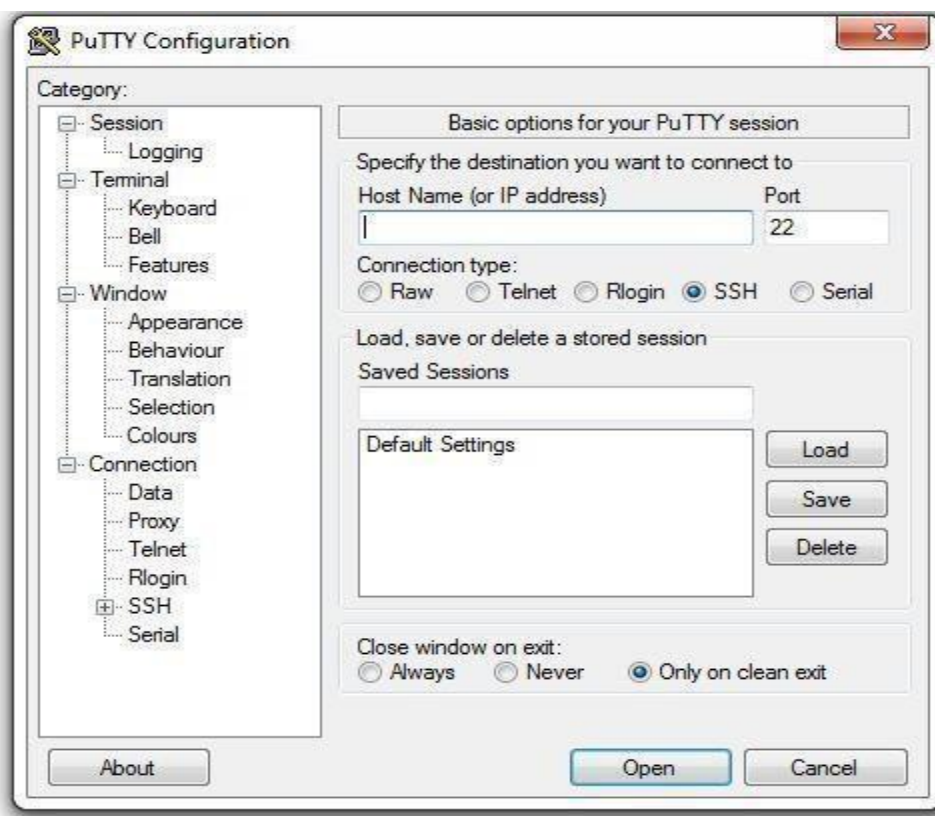 PuTTY Configuration
Category:
Session
Logging
Terminal
Keyboard
Bell
Features
Window
Appearance
Behaviour
Translation
Selection
Colours
Connection
Data
Proxy
Telnet
Rlogin
SSH
Serial
Basic options for your PuTTY session
Specify the destination you want to connect to
Host Name (or IP address) Port
22
Connection type:
Raw Telnet Rlogin SSH Serial
Load, save or delete a stored session
Saved Sessions
Default Settings
Load
Save
Delete
Close window on exit:
Always Never Only on clean exit
About Open Cancel